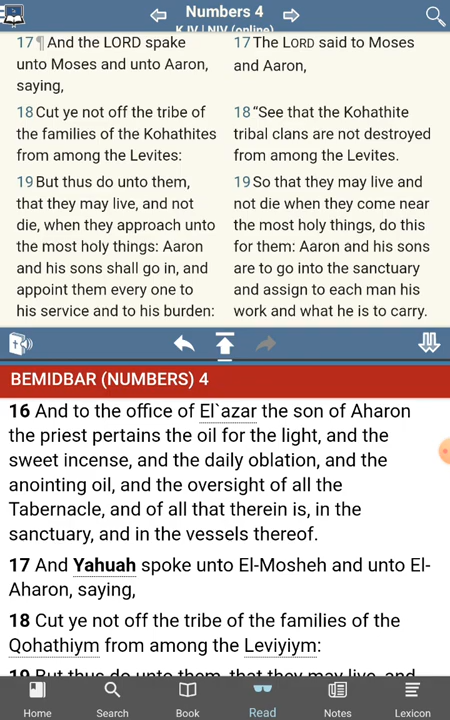 Numbers 4
KJV | NIV (online)
17¶ And the LORD spake
unto Moses and unto Aaron,
saying,
18 Cut ye not off the tribe of
the families of the Kohathites
from among the Levites:
19 But thus do unto them,
that they may live, and not
die, when they approach unto
the most holy things: Aaron
and his sons shall go in, and
appoint them every one to
his service and to his burden:
17 The LORD said to Moses
and Aaron,
18 “See that the Kohathite
tribal clans are not destroyed
from among the Levites.
19 So that they may live and
not die when they come near
the most holy things, do this
for them: Aaron and his sons
are to go into the sanctuary
and assign to each man his
work and what he is to carry.
BEMIDBAR (NUMBERS) 4
16 And to the office of El`azar the son of Aharon
the priest pertains the oil for the light, and the
sweet incense, and the daily oblation, and the
anointing oil, and the oversight of all the
Tabernacle, and of all that therein is, in the
sanctuary, and in the vessels thereof.
17 And Yahuah spoke unto El-Mosheh and unto El-
Aharon, saying,
18 Cut ye not off the tribe of the families of the
Qohathiym from among the Leviyiym:
19 But thus do unto them, that they may live, and
Home
Search
Book
Read
Notes
Lexicon